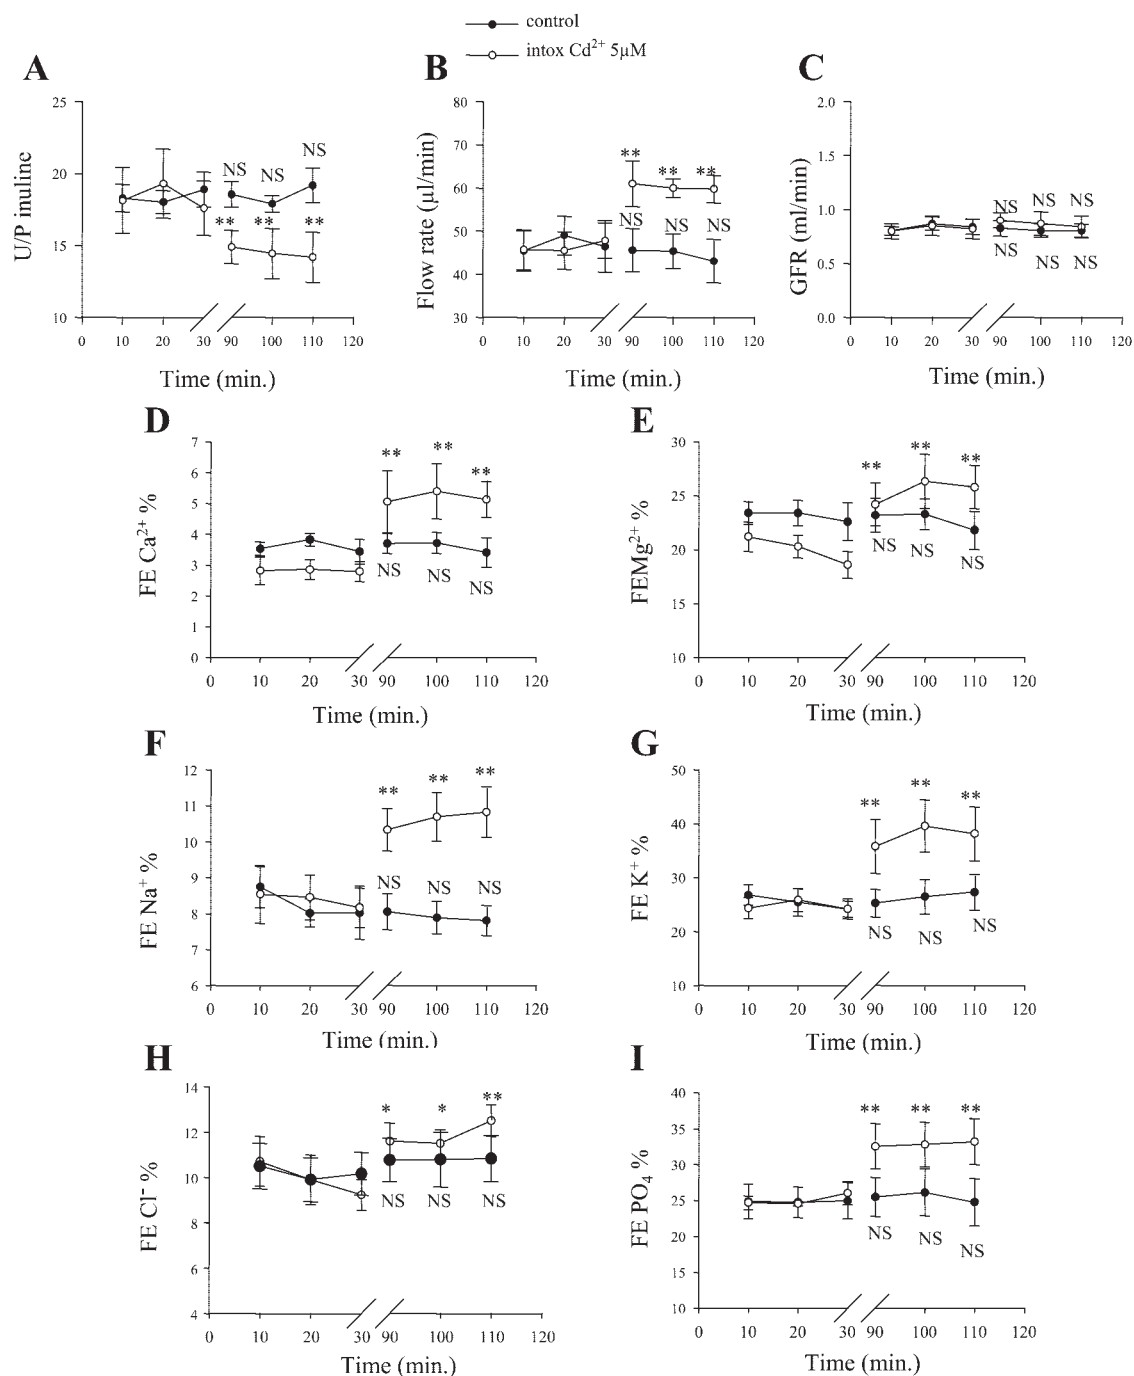 control
intox Cd²⁺ 5µM
A
B
C
25
20
15
10
U/P inuline
NS NS NS
** ** **
0 10 20 30 90 100 110 120
Time (min.)
80
70
60
50
40
30
Flow rate (µl/min)
** ** **
NS NS NS
0 10 20 30 90 100 110 120
Time (min.)
2.0
1.5
1.0
0.5
0.0
GFR (ml/min)
NS NS NS
NS NS NS
0 10 20 30 90 100 110 120
Time (min.)
D
E
7
6
5
4
3
2
1
0
FE Ca²⁺ %
** ** **
NS NS NS
0 10 20 30 90 100 110 120
Time (min.)
30
25
20
15
10
FEMg²⁺ %
** ** **
NS NS NS
0 10 20 30 90 100 110 120
Time (min.)
F
G
12
11
10
9
8
7
6
FE Na⁺ %
** ** **
NS NS NS
0 10 20 30 90 100 110 120
Time (min.)
50
40
30
20
10
FE K⁺ %
** ** **
NS NS NS
0 10 20 30 90 100 110 120
Time (min.)
H
I
14
12
10
8
6
4
FE Cl⁻ %
* * **
NS NS NS
0 10 20 30 90 100 110 120
Time (min.)
40
35
30
25
20
15
10
FE PO₄ %
** ** **
NS NS NS
0 10 20 30 90 100 110 120
Time (min.)